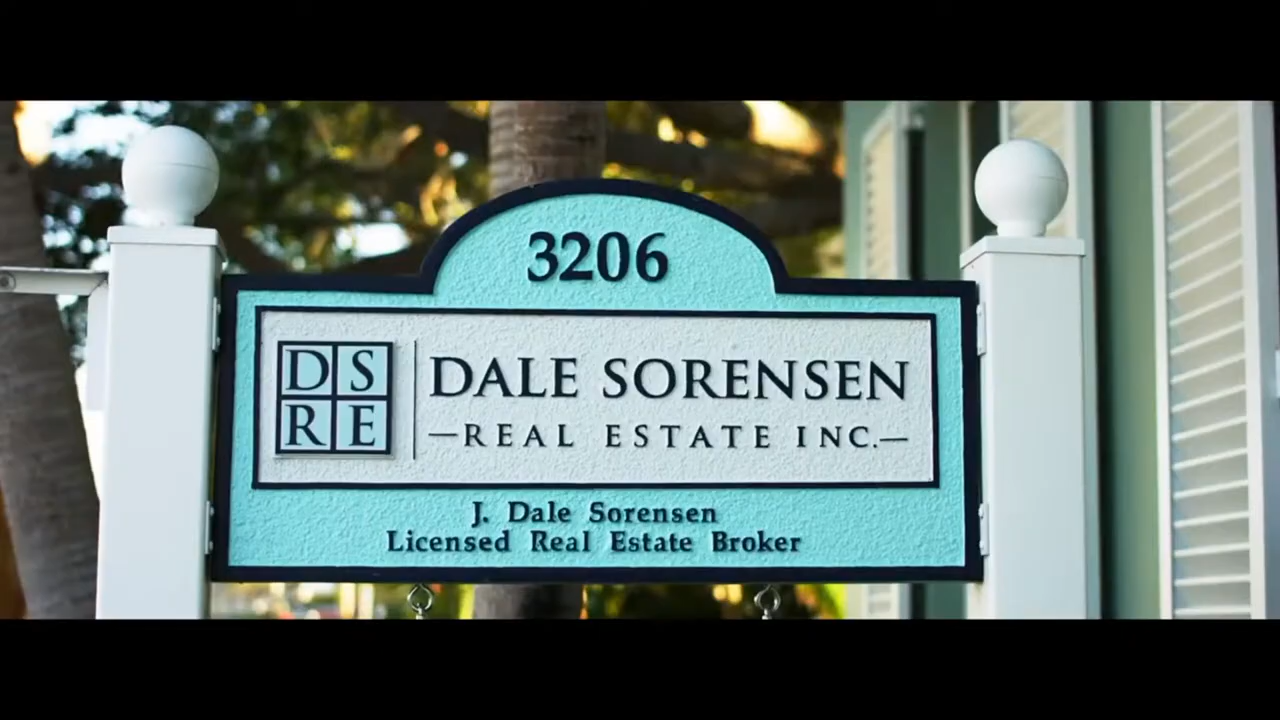 3206
DS
RE
DALE SORENSEN
—REAL ESTATE INC.—
J. Dale Sorensen
Licensed Real Estate Broker